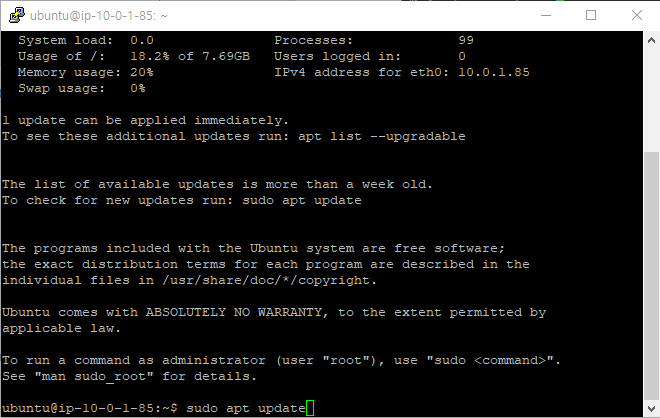 ubuntu@ip-10-0-1-85: ~
System load: 0.0 Processes: 99
Usage of /: 18.2% of 7.69GB Users logged in: 0
Memory usage: 20% IPv4 address for eth0: 10.0.1.85
Swap usage: 0%
1 update can be applied immediately.
To see these additional updates run: apt list --upgradable
The list of available updates is more than a week old.
To check for new updates run: sudo apt update
The programs included with the Ubuntu system are free software;
the exact distribution terms for each program are described in the
individual files in /usr/share/doc/*/copyright.
Ubuntu comes with ABSOLUTELY NO WARRANTY, to the extent permitted by
applicable law.
To run a command as administrator (user "root"), use "sudo <command>".
See "man sudo_root" for details.
ubuntu@ip-10-0-1-85:~$ sudo apt update